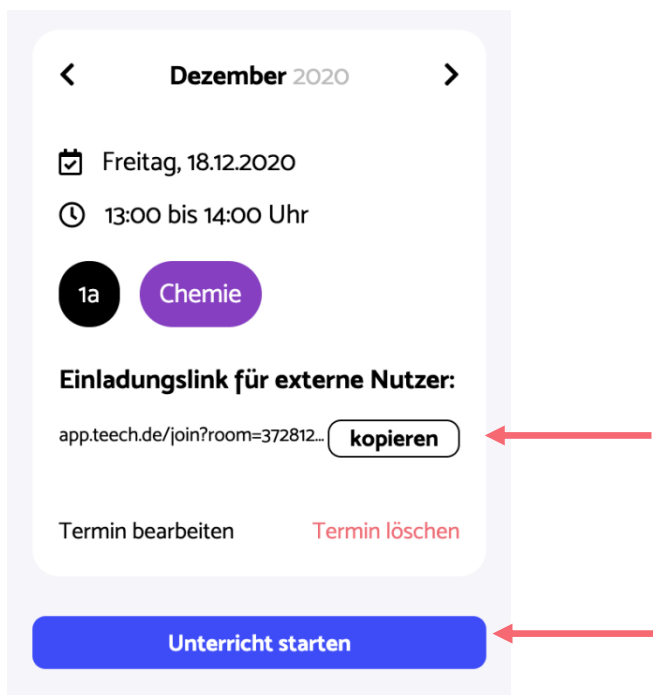 Dezember 2020
Freitag, 18.12.2020
13:00 bis 14:00 Uhr
1a Chemie
Einladungslink für externe Nutzer:
app.teech.de/join?room=372812... kopieren
Termin bearbeiten Termin löschen
Unterricht starten